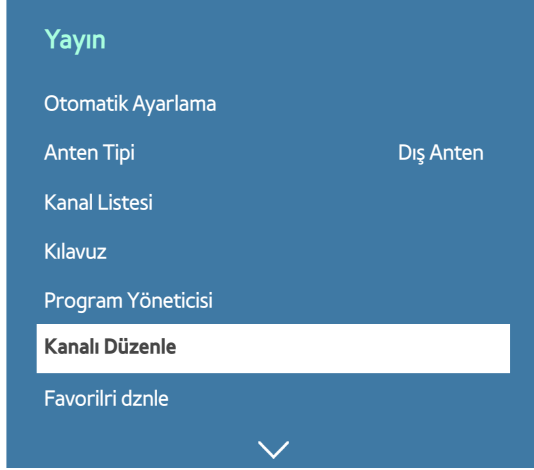 Yayın
Otomatik Ayarlama
Anten Tipi Dış Anten
Kanal Listesi
Kılavuz
Program Yöneticisi
Kanalı Düzenle
Favorilri dznle